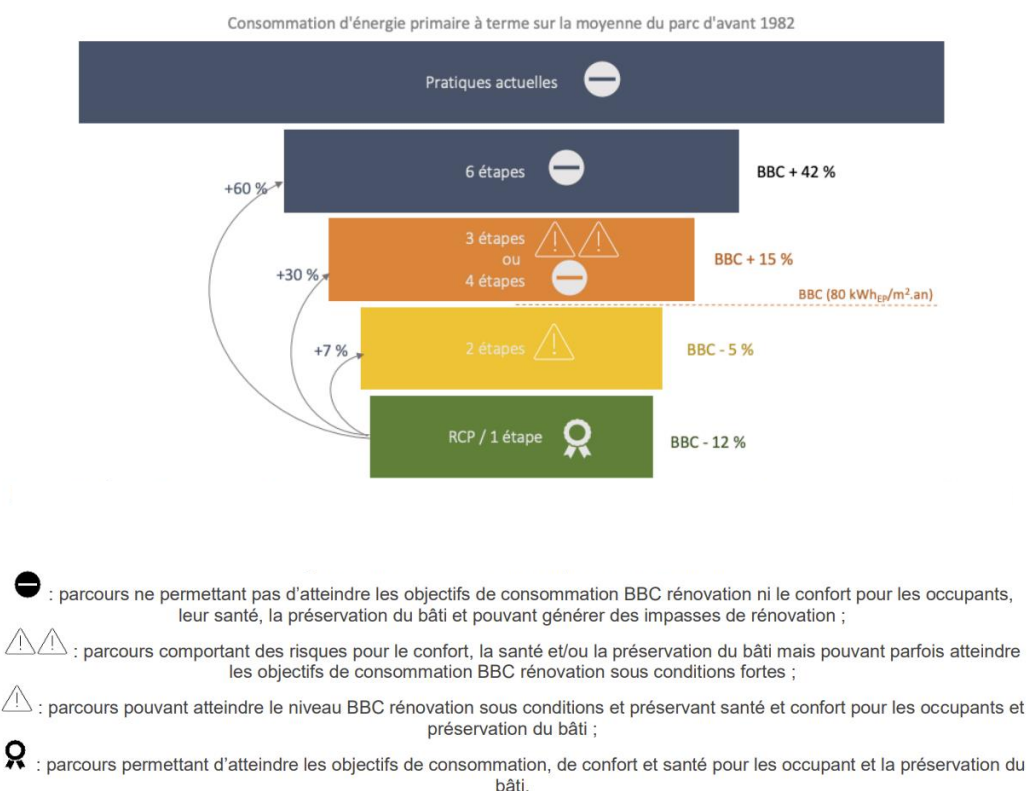 Consommation d'énergie primaire à terme sur la moyenne du parc d'avant 1982
Pratiques actuelles
6 étapes
BBC + 42 %
+60 %
3 étapes
ou
4 étapes
BBC + 15 %
+30 %
BBC (80 kWhEP/m².an)
+7 %
2 étapes
BBC - 5 %
RCP / 1 étape
BBC - 12 %
: parcours ne permettant pas d'atteindre les objectifs de consommation BBC rénovation ni le confort pour les occupants,
leur santé, la préservation du bâti et pouvant générer des impasses de rénovation ;
: parcours comportant des risques pour le confort, la santé et/ou la préservation du bâti mais pouvant parfois atteindre
les objectifs de consommation BBC rénovation sous conditions fortes ;
: parcours pouvant atteindre le niveau BBC rénovation sous conditions et préservant santé et confort pour les occupants et
préservation du bâti ;
: parcours permettant d'atteindre les objectifs de consommation, de confort et santé pour les occupant et la préservation du
bâti.